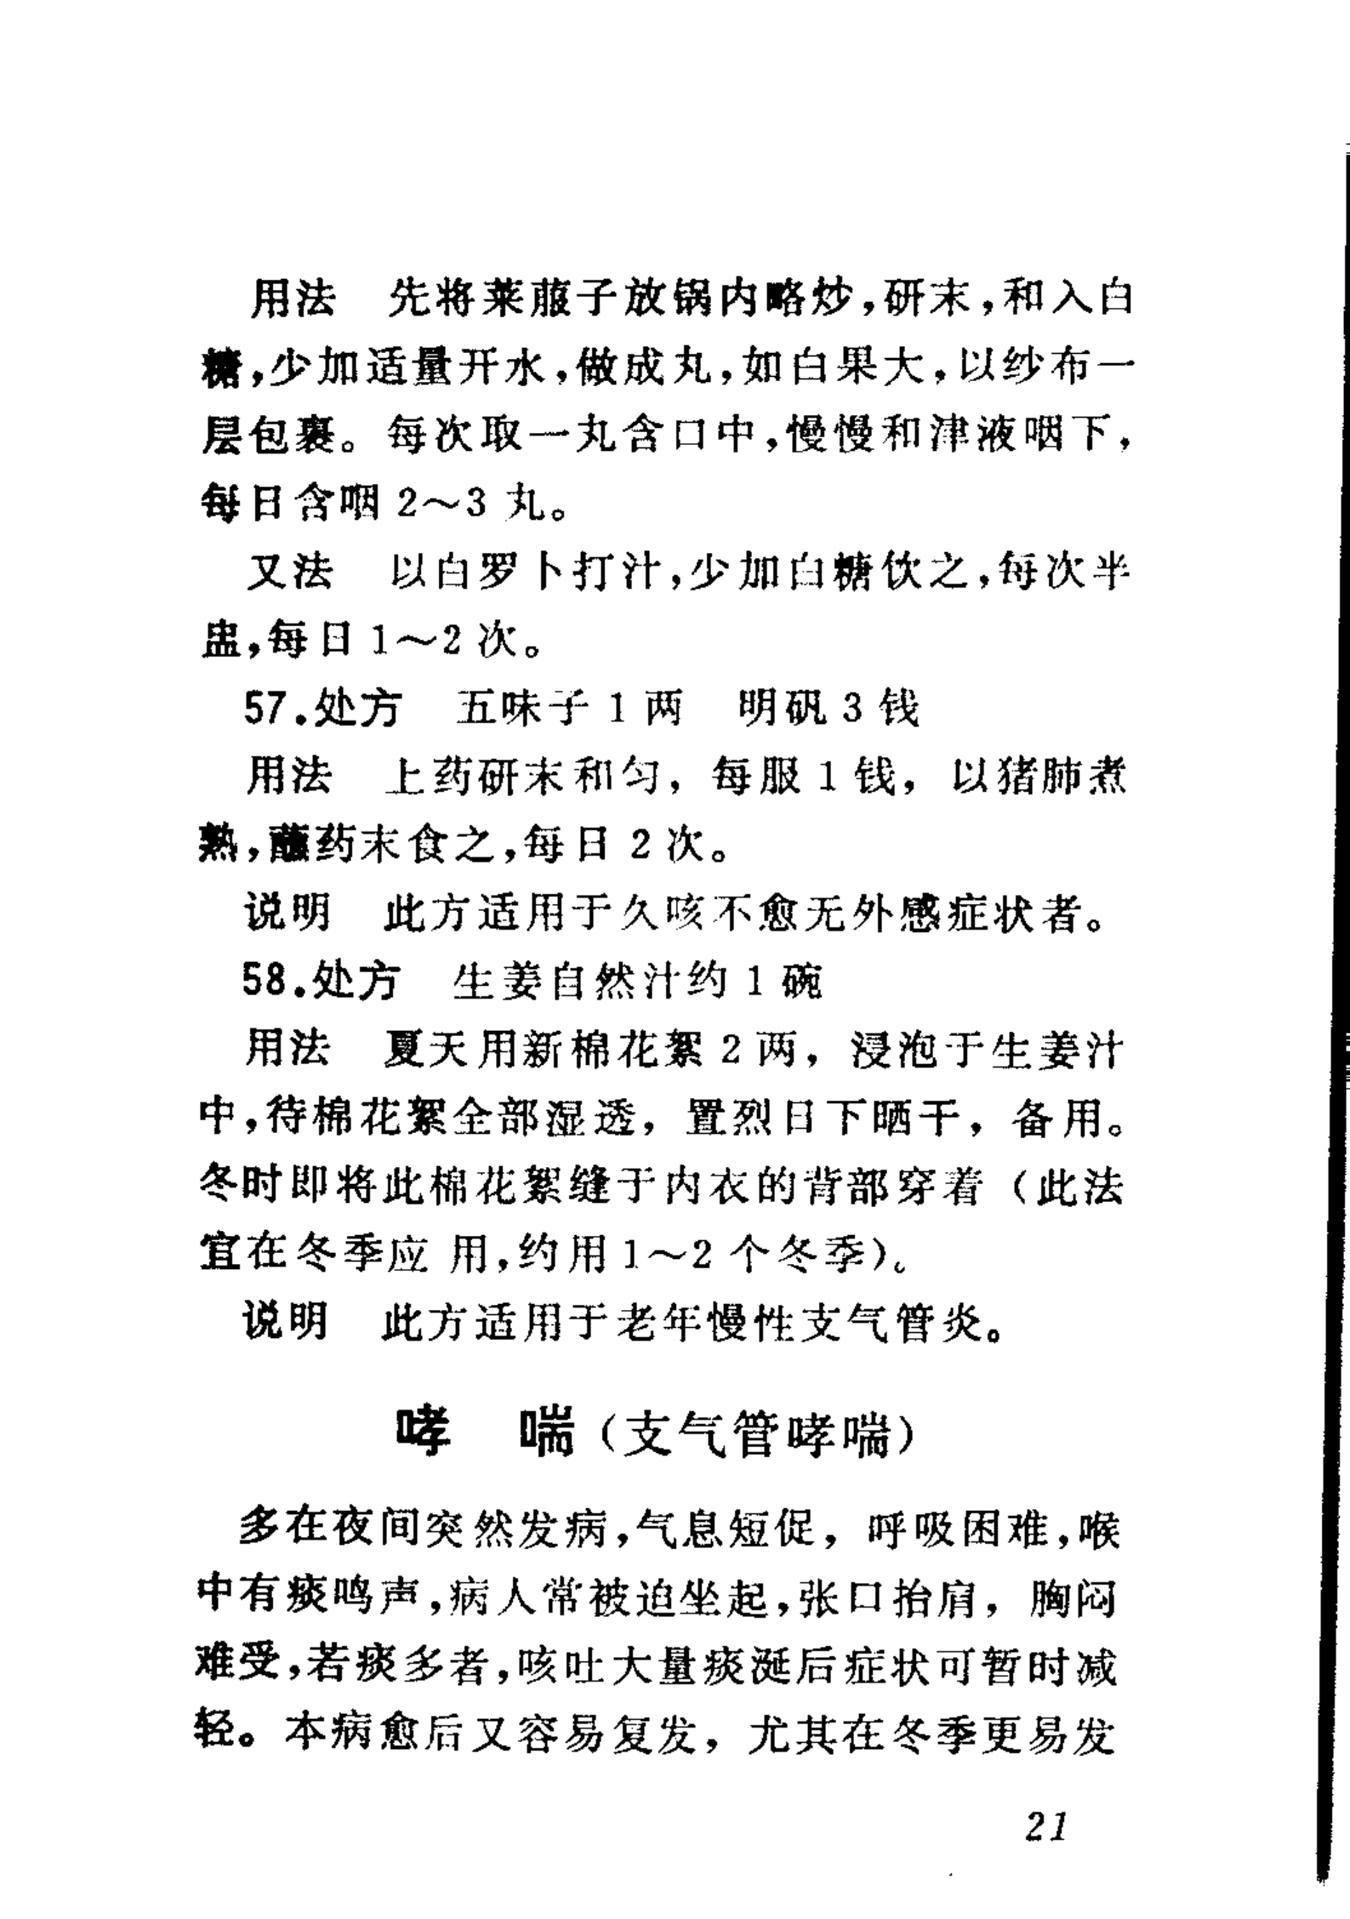 用法　先将莱菔子放锅内略炒，研末，和入白
糖，少加适量开水，做成丸，如白果大，以纱布一
层包裹。每次取一丸含口中，慢慢和津液咽下，
每日含咽 2～3 丸。
又法　以白罗卜打汁，少加白糖饮之，每次半
盅，每日 1～2 次。
57.处方　五味子 1 两　明矾 3 钱
用法　上药研末和匀，每服 1 钱，以猪肺煮
熟，蘸药末食之，每日 2 次。
说明　此方适用于久咳不愈无外感症状者。
58.处方　生姜自然汁约 1 碗
用法　夏天用新棉花絮 2 两，浸泡于生姜汁
中，待棉花絮全部湿透，置烈日下晒干，备用。
冬时即将此棉花絮缝于内衣的背部穿着（此法
宜在冬季应用，约用 1～2 个冬季）。
说明　此方适用于老年慢性支气管炎。
哮　喘（支气管哮喘）
多在夜间突然发病，气息短促，呼吸困难，喉
中有痰鸣声，病人常被迫坐起，张口抬肩，胸闷
难受，若痰多者，咳吐大量痰涎后症状可暂时减
轻。本病愈后又容易复发，尤其在冬季更易发
21